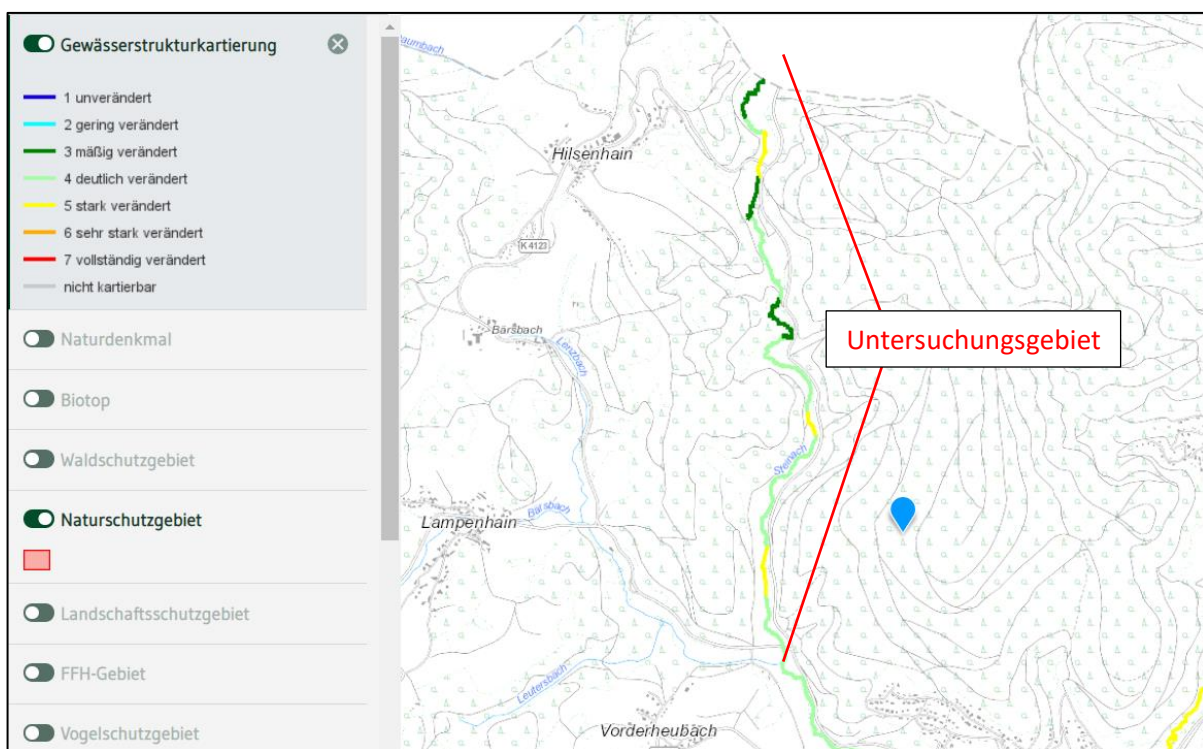 Gewässerstrukturkartierung
1 unverändert
2 gering verändert
3 mäßig verändert
4 deutlich verändert
5 stark verändert
6 sehr stark verändert
7 vollständig verändert
nicht kartierbar
Naturdenkmal
Biotop
Waldschutzgebiet
Naturschutzgebiet
Landschaftsschutzgebiet
FFH-Gebiet
Vogelschutzgebiet
Hilsenhain
K 4123
Bärsbach
Lenzbach
Untersuchungsgebiet
Steinach
Bärsbach
Lampenhain
Leutersbach
Vorderheubach